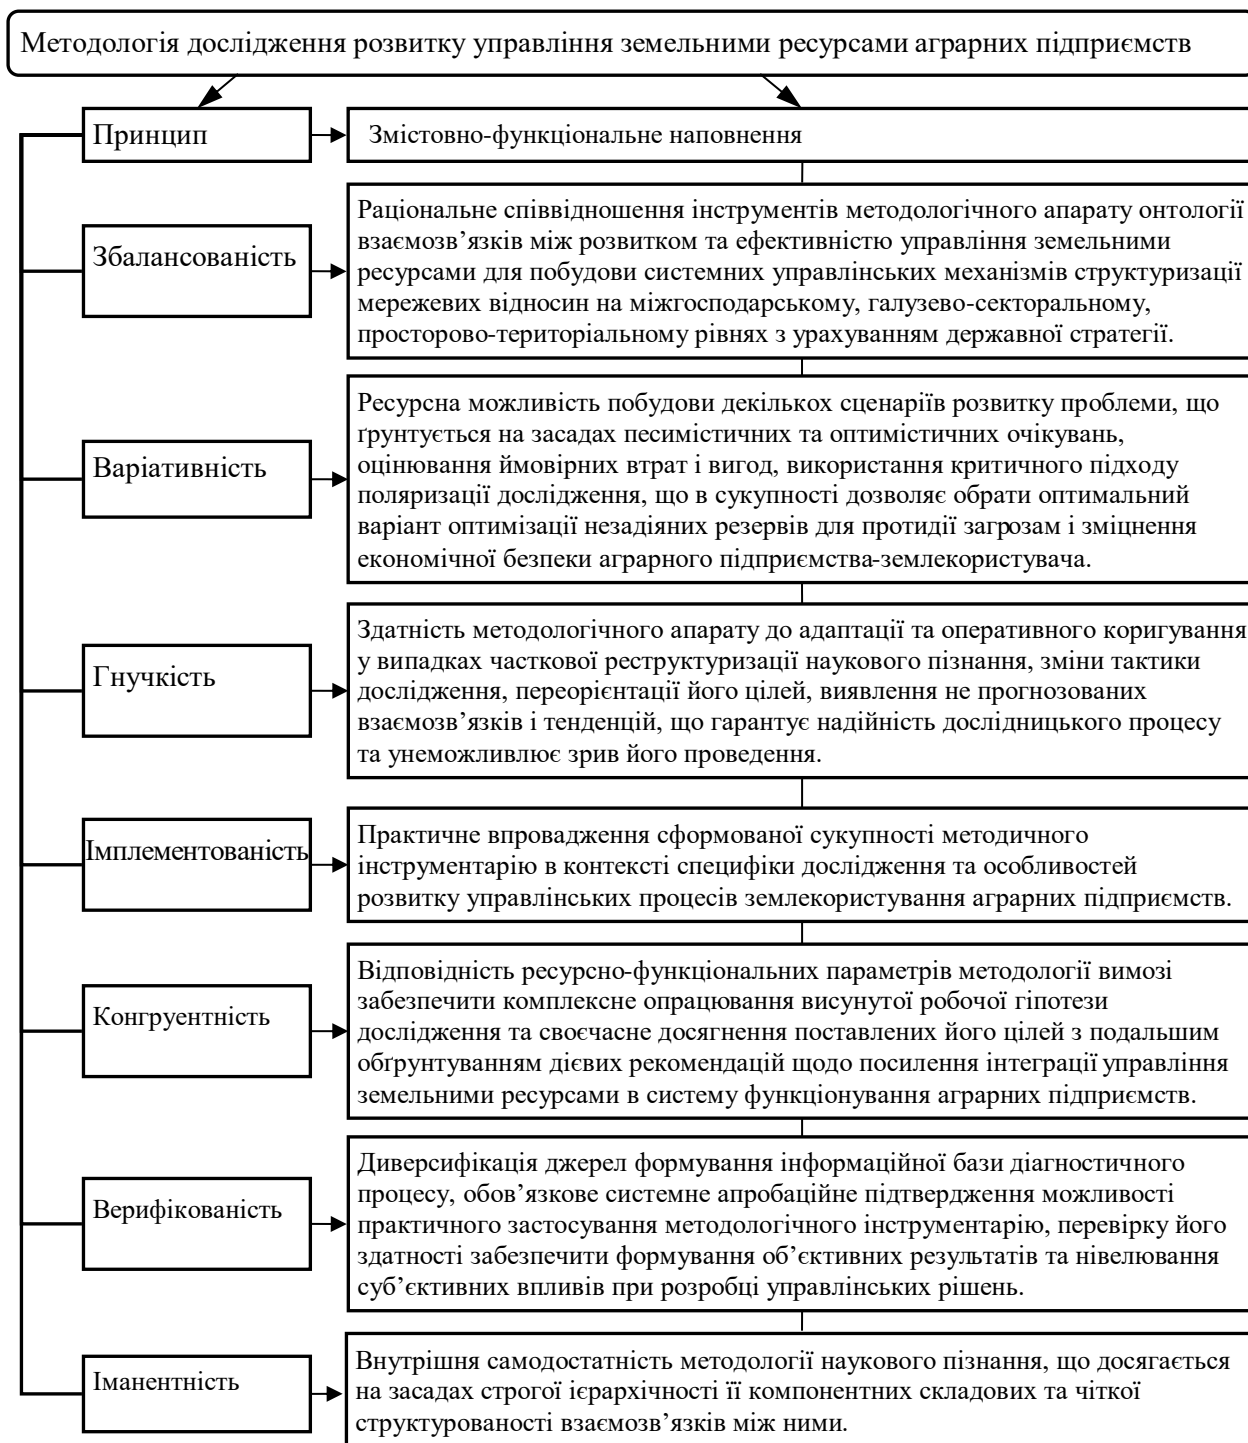 Методологія дослідження розвитку управління земельними ресурсами аграрних підприємств
Принцип
Змістовно-функціональне наповнення
Збалансованість
Раціональне співвідношення інструментів методологічного апарату онтології
взаємозв’язків між розвитком та ефективністю управління земельними
ресурсами для побудови системних управлінських механізмів структуризації
мережевих відносин на міжгосподарському, галузево-секторальному,
просторово-територіальному рівнях з урахуванням державної стратегії.
Варіативність
Ресурсна можливість побудови декількох сценаріїв розвитку проблеми, що
ґрунтується на засадах песимістичних та оптимістичних очікувань,
оцінювання ймовірних втрат і вигод, використання критичного підходу
поляризації дослідження, що в сукупності дозволяє обрати оптимальний
варіант оптимізації незадіяних резервів для протидії загрозам і зміцнення
економічної безпеки аграрного підприємства-землекористувача.
Гнучкість
Здатність методологічного апарату до адаптації та оперативного коригування
у випадках часткової реструктуризації наукового пізнання, зміни тактики
дослідження, переорієнтації його цілей, виявлення не прогнозованих
взаємозв’язків і тенденцій, що гарантує надійність дослідницького процесу
та унеможливлює зрив його проведення.
Імплементованість
Практичне впровадження сформованої сукупності методичного
інструментарію в контексті специфіки дослідження та особливостей
розвитку управлінських процесів землекористування аграрних підприємств.
Конгруентність
Відповідність ресурсно-функціональних параметрів методології вимозі
забезпечити комплексне опрацювання висунутої робочої гіпотези
дослідження та своєчасне досягнення поставлених його цілей з подальшим
обґрунтуванням дієвих рекомендацій щодо посилення інтеграції управління
земельними ресурсами в систему функціонування аграрних підприємств.
Верифікованість
Диверсифікація джерел формування інформаційної бази діагностичного
процесу, обов’язкове системне апробаційне підтвердження можливості
практичного застосування методологічного інструментарію, перевірку його
здатності забезпечити формування об’єктивних результатів та нівелювання
суб’єктивних впливів при розробці управлінських рішень.
Іманентність
Внутрішня самодостатність методології наукового пізнання, що досягається
на засадах строгої ієрархічності її компонентних складових та чіткої
структурованості взаємозв’язків між ними.